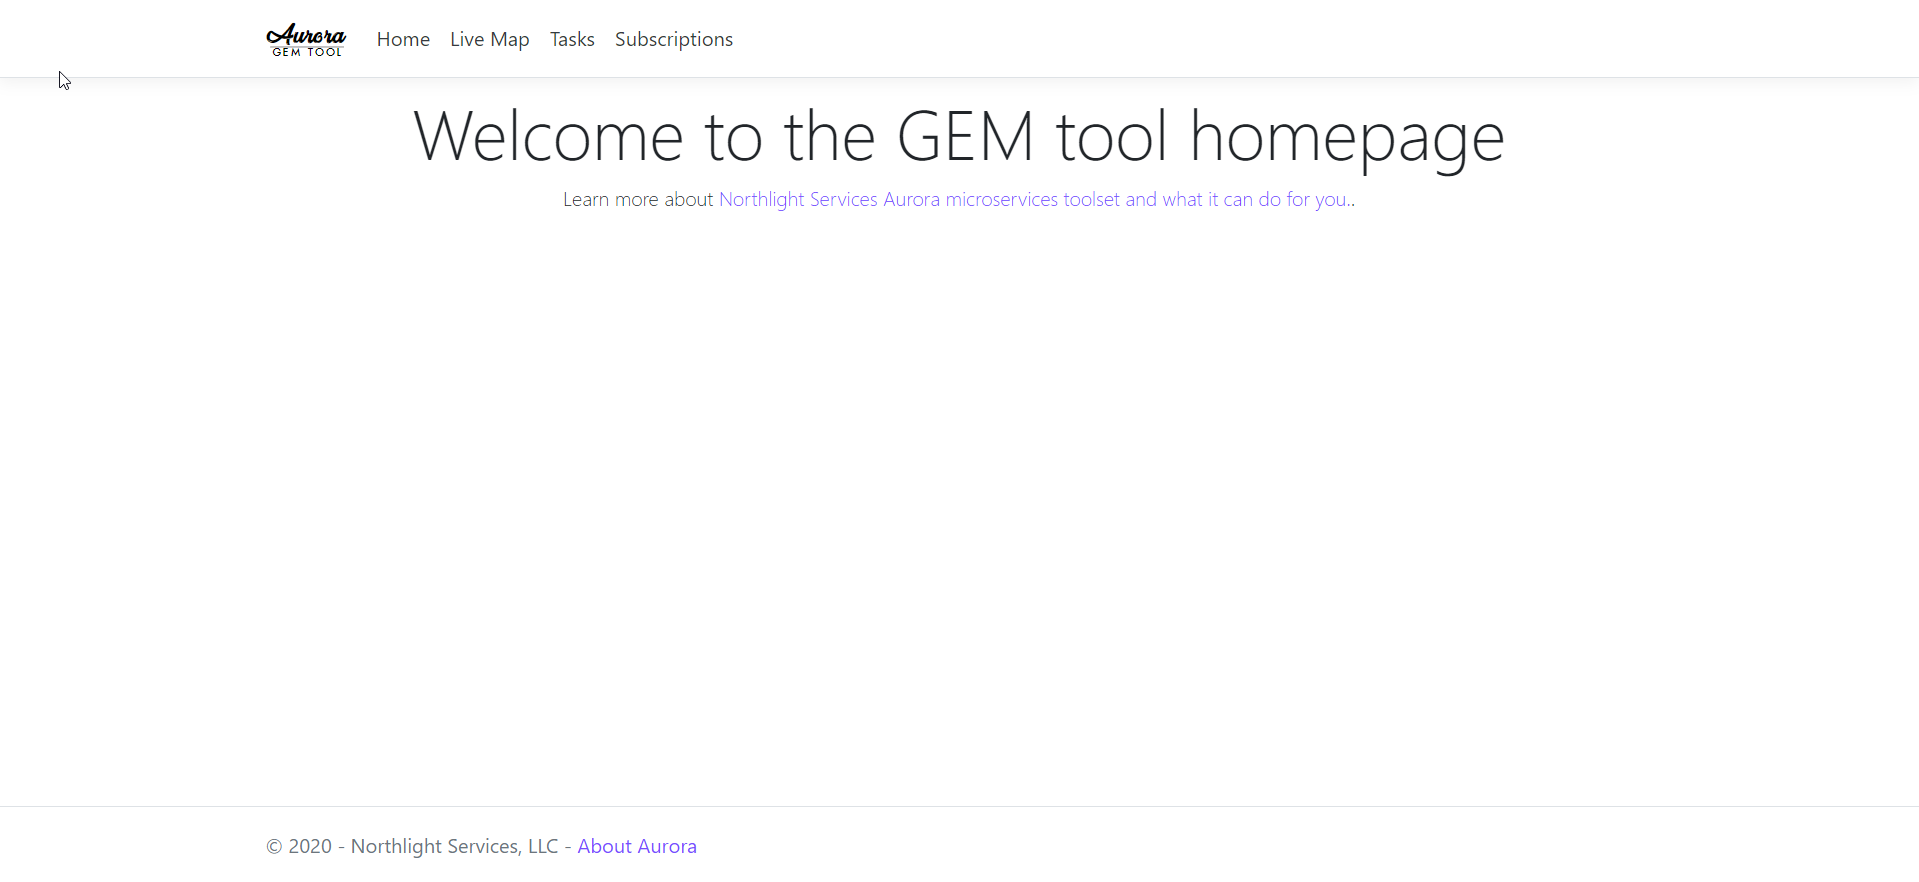 Aurora
GEM TOOL
Home Live Map Tasks Subscriptions
Welcome to the GEM tool homepage
Learn more about Northlight Services Aurora microservices toolset and what it can do for you..
© 2020 - Northlight Services, LLC - About Aurora